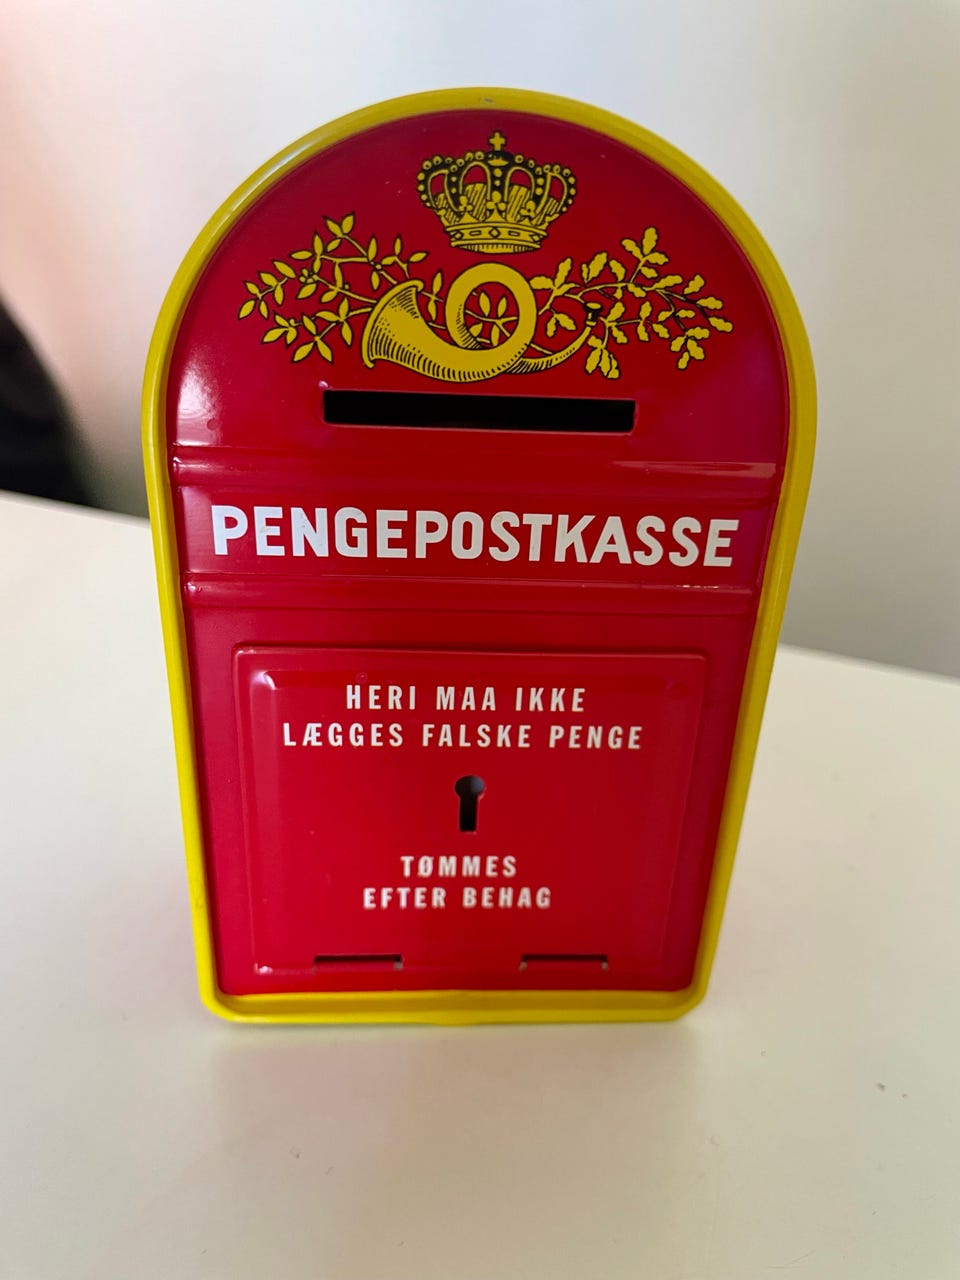 PENGEPOSTKASSE
HERI MAA IKKE
LÆGGES FALSKE PENGE
TØMMES
EFTER BEHAG